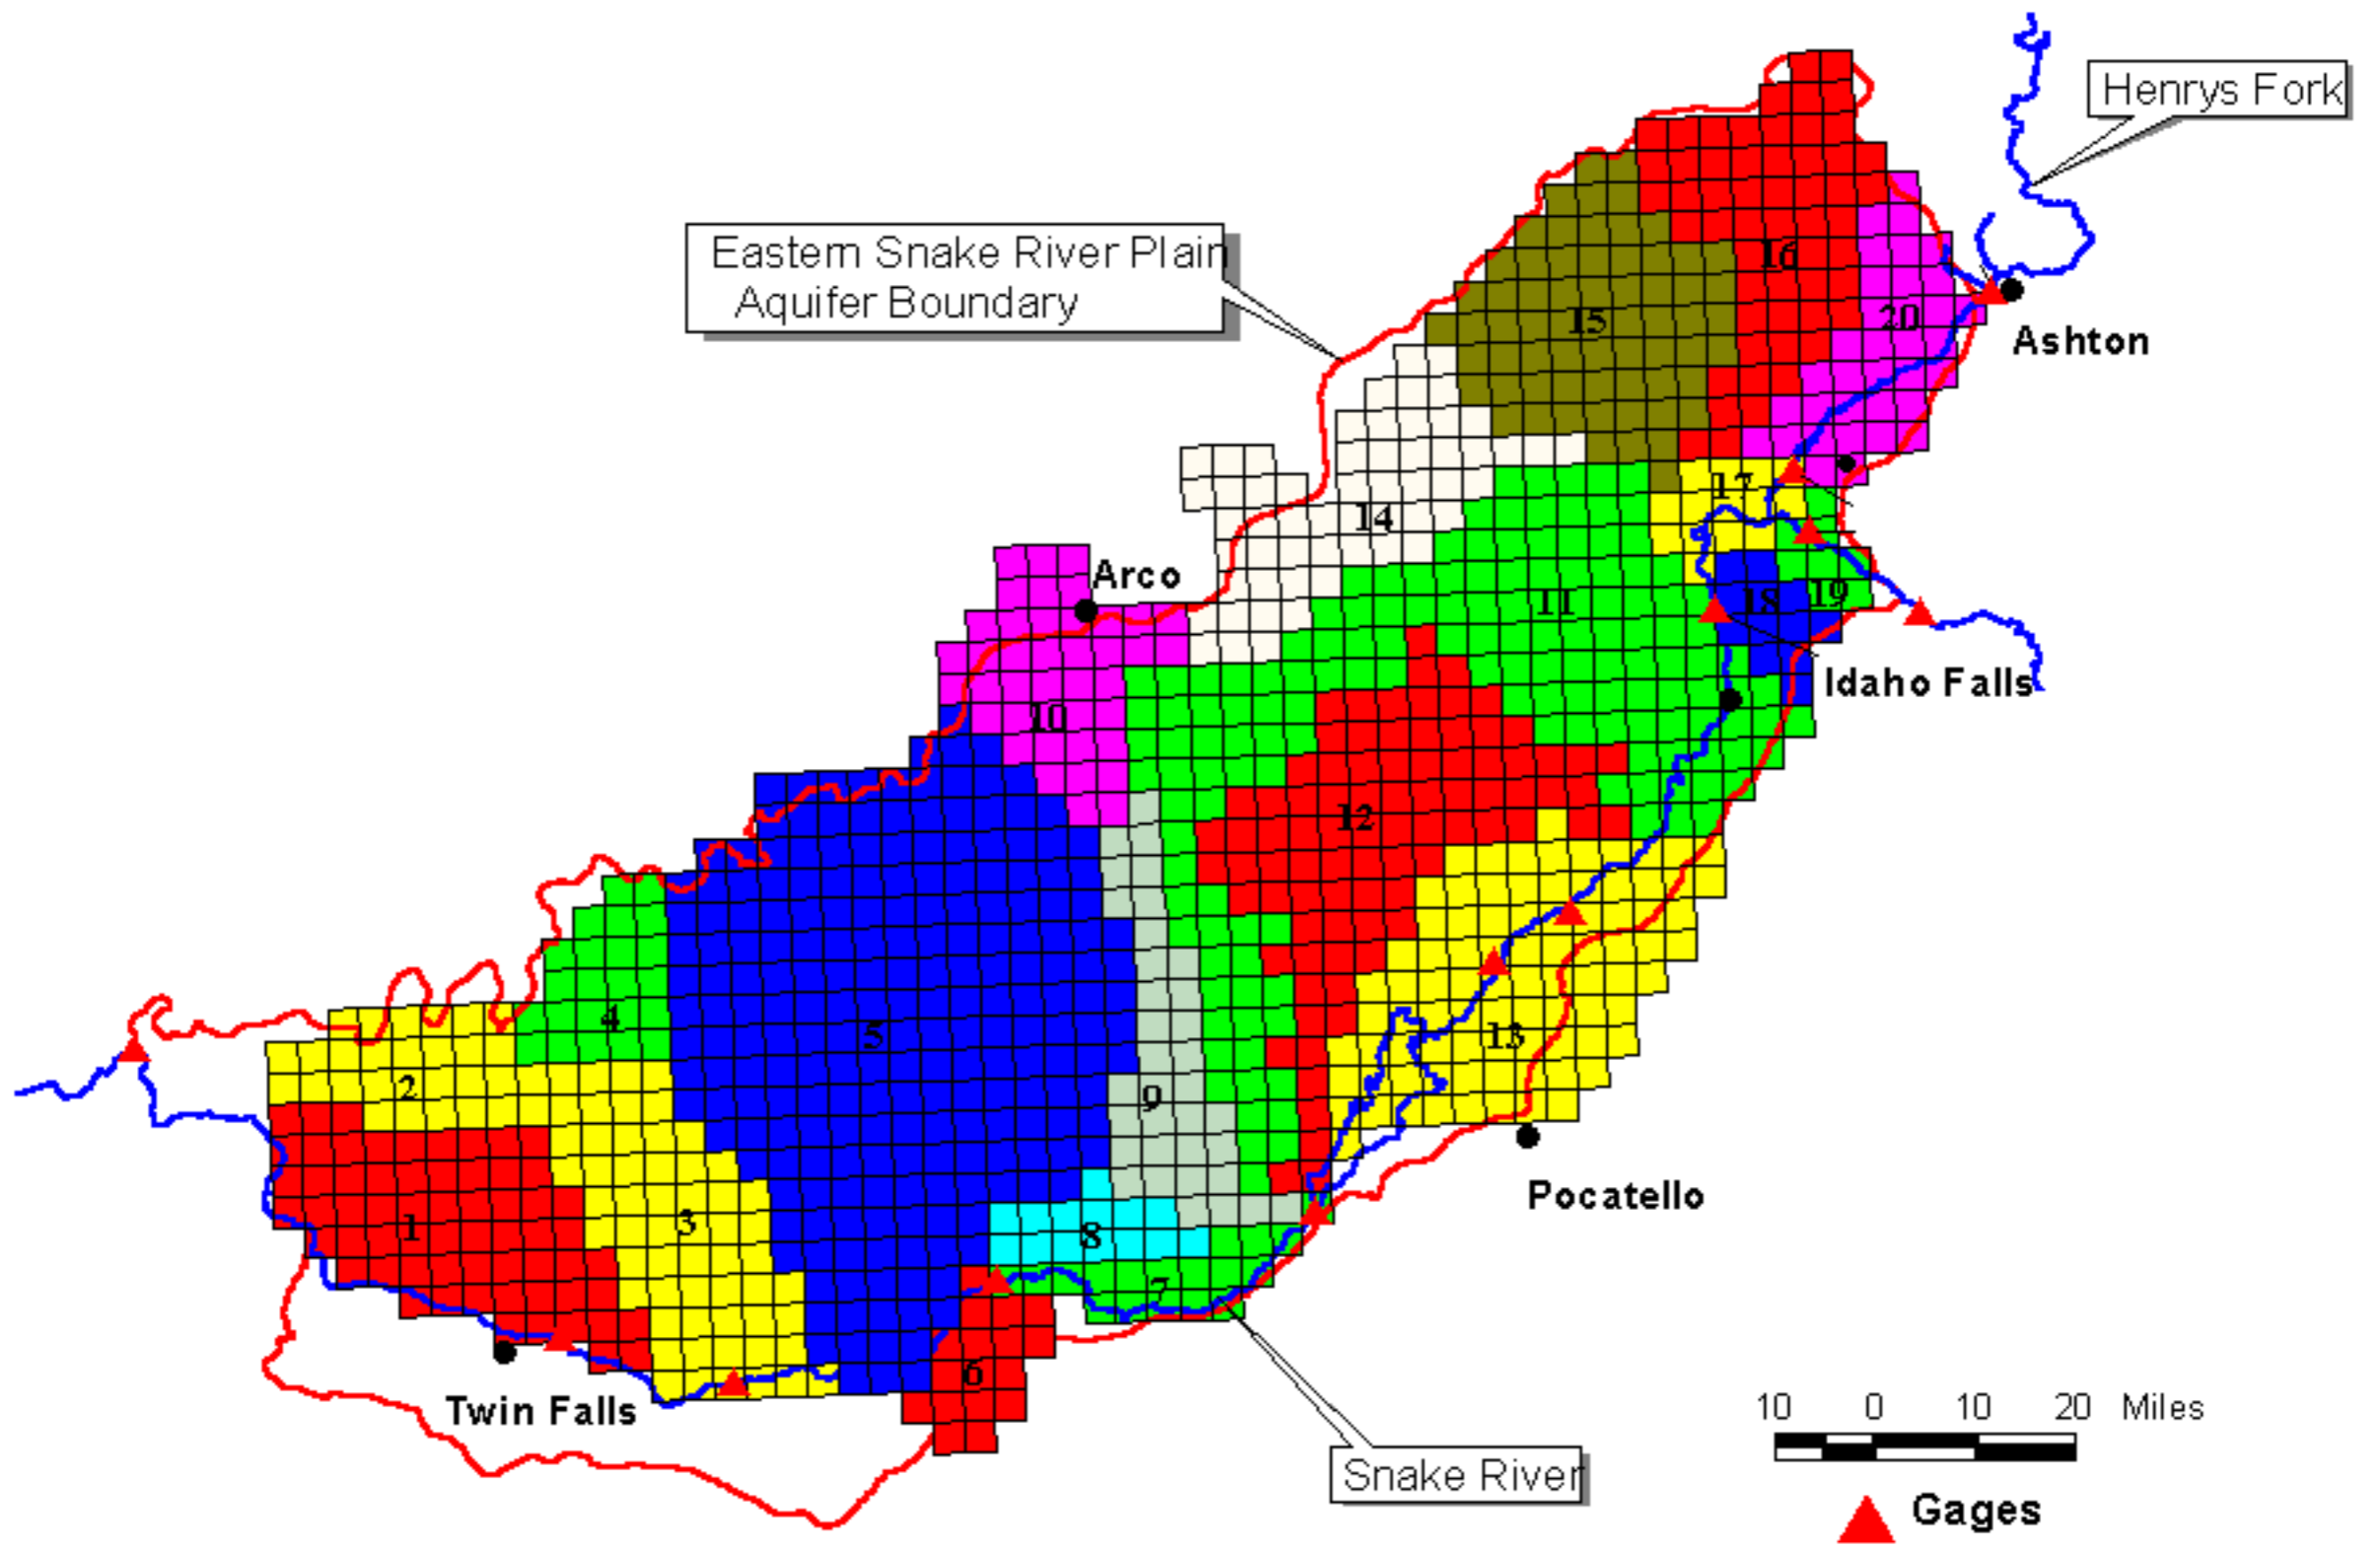 Henrys Fork
Eastern Snake River Plain
Aquifer Boundary
16
15
20
Ashton
17
14
Arco
11
18
19
Idaho Falls
10
12
4
5
13
2
9
Pocatello
1
3
8
7
6
Twin Falls
10 0 10 20 Miles
Snake River
Gages